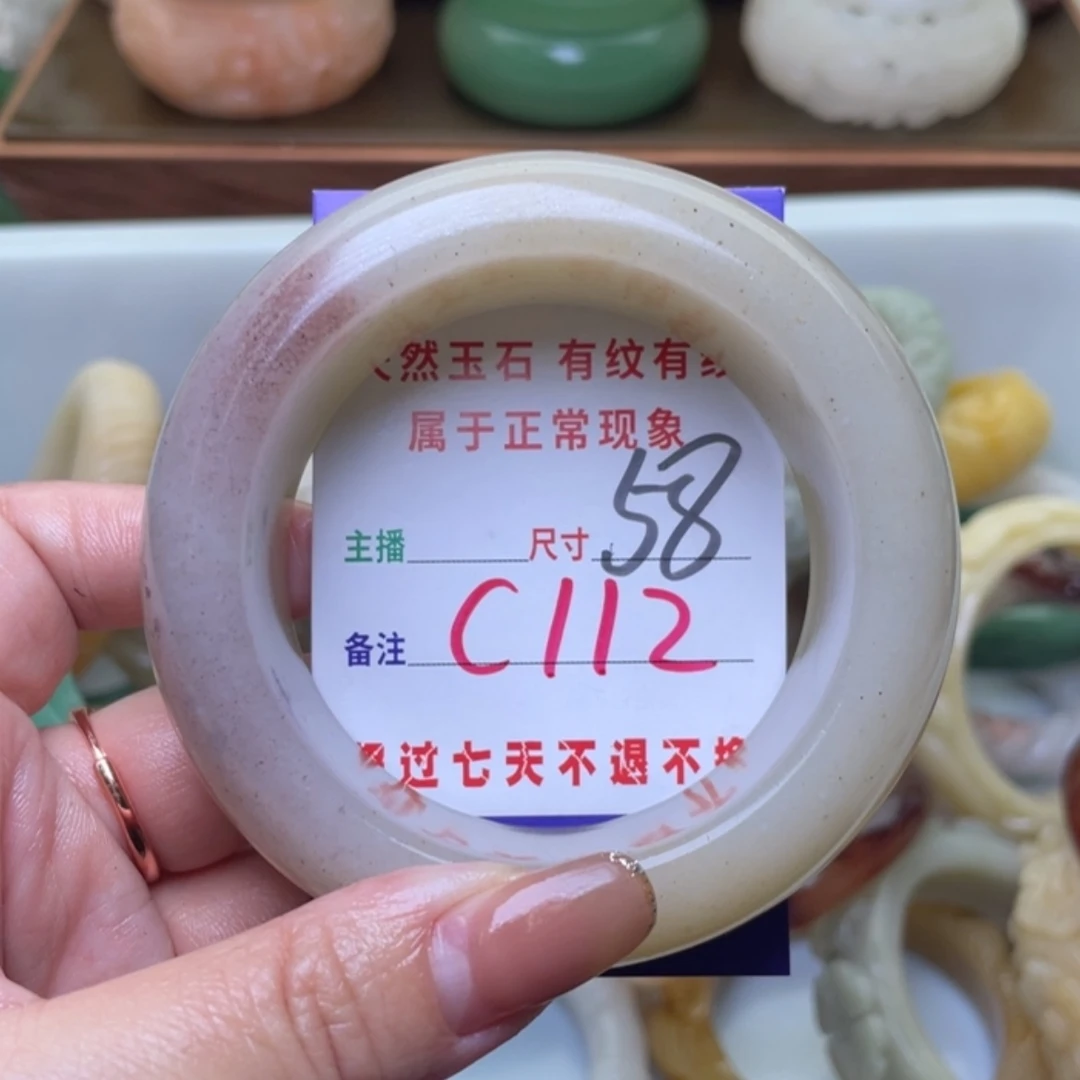 然玉石 有纹有
属于正常现象
主播 尺寸 58
备注 C112
过七天不退不换